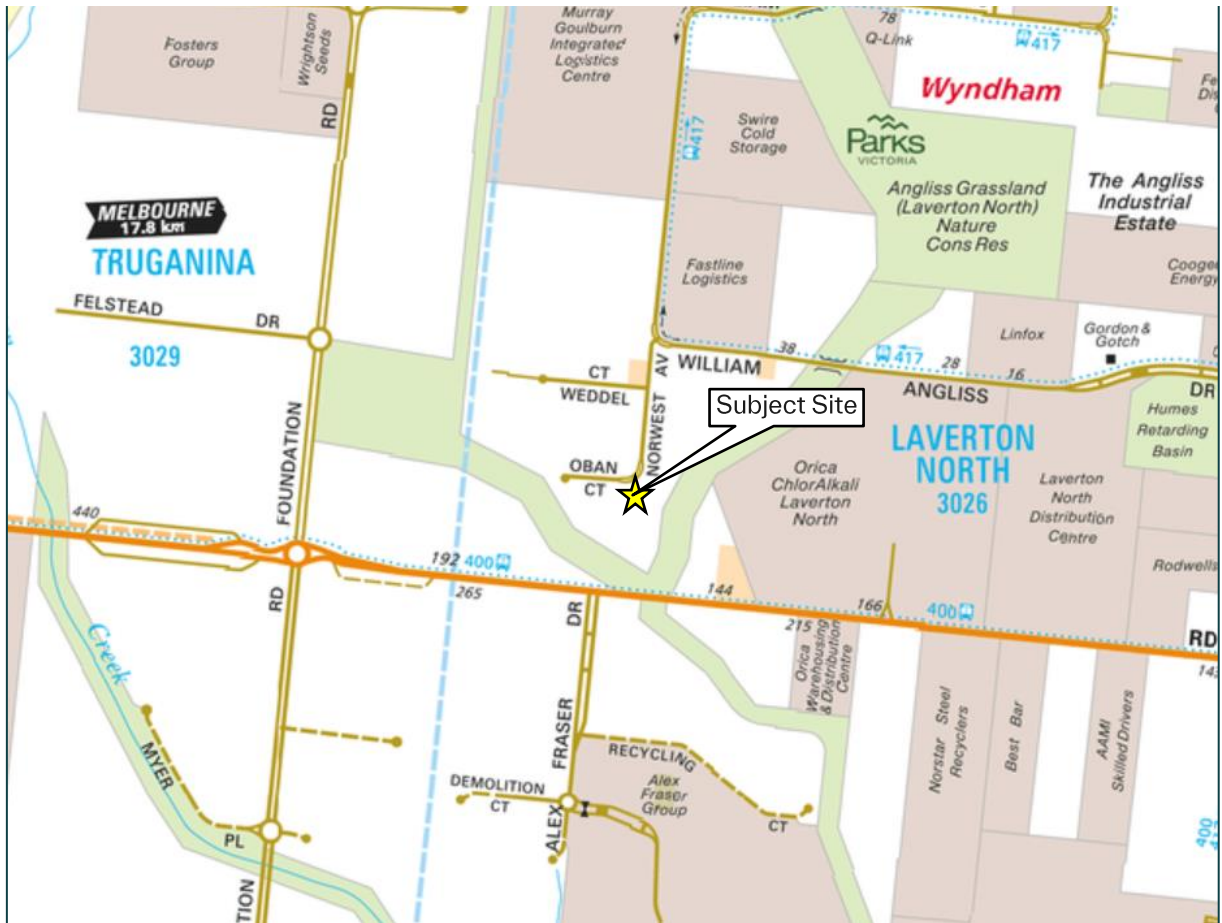 Fosters
Group
Wrightson
Seeds
Murray
Goulburn
Integrated
Logistics
Centre
78
Q-Link
417
Wyndham
RD
417
Swire
Cold
Storage
Parks
VICTORIA
Angliss Grassland
(Laverton North)
Nature
Cons Res
The Angliss
Industrial
Estate
MELBOURNE
17.8 km
TRUGANINA
Fastline
Logistics
FELSTEAD
DR
3029
Linfox
Gordon &
Gotch
38
417
28
16
WILLIAM
ANGLISS
DR
CT
WEDDEL
NORWEST AV
Subject Site
Humes
Retarding
Basin
FOUNDATION
OBAN
CT
Orica
ChlorAlkali
Laverton
North
LAVERTON
NORTH
3026
Laverton
North
Distribution
Centre
440
192
400
265
144
166
400
Rodwells
RD
DR
215
RD
Orica
Warehousing
& Distribution
Centre
Creek
MYER
PL
FRASER
ALEX
RECYCLING
CT
DEMOLITION
CT
Alex
Fraser
Group
Norstar Steel
Recyclers
Best Bar
AAMI
Skilled Drivers
400